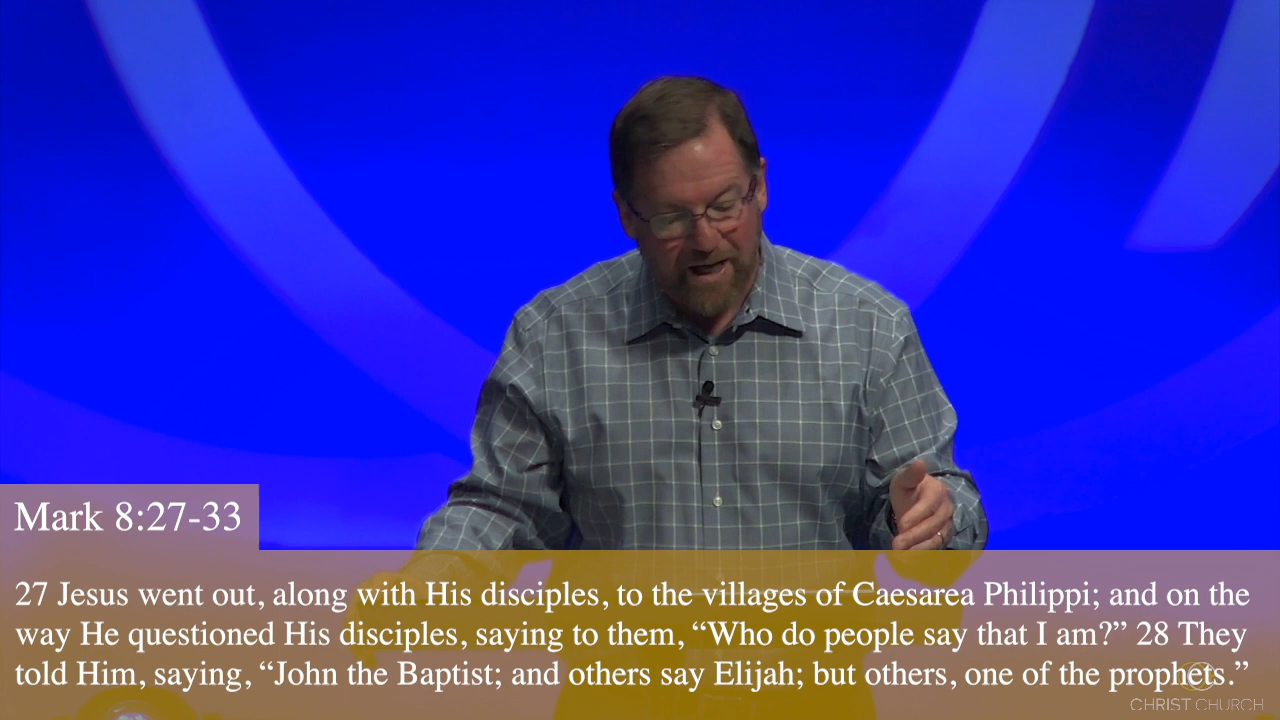 Mark 8:27-33
27 Jesus went out, along with His disciples, to the villages of Caesarea Philippi; and on the
way He questioned His disciples, saying to them, “Who do people say that I am?” 28 They
told Him, saying, “John the Baptist; and others say Elijah; but others, one of the prophets.”
CHRIST CHURCH